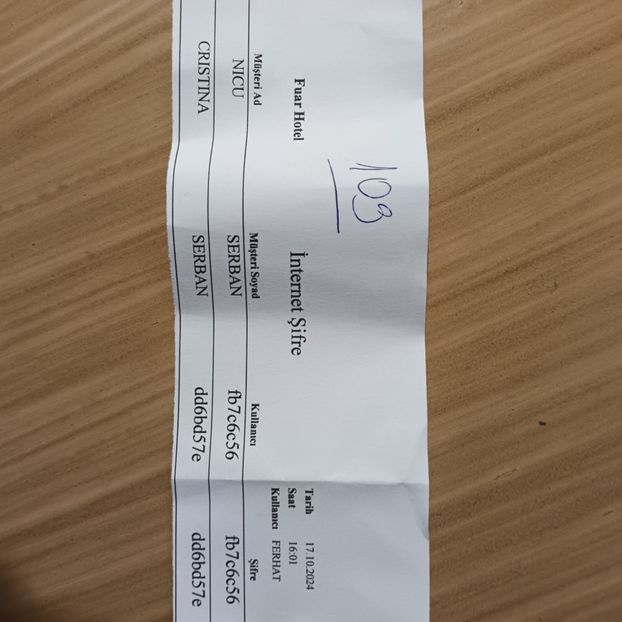 109
Fuar Hotel İnternet Şifre
Tarih 17.10.2024
Saat 16:01
Kullanıcı FERHAT
Müşteri Ad Müşteri Soyad Kullanıcı Şifre
NICU SERBAN fb7c6c56 fb7c6c56
CRISTINA SERBAN dd6bd57e dd6bd57e